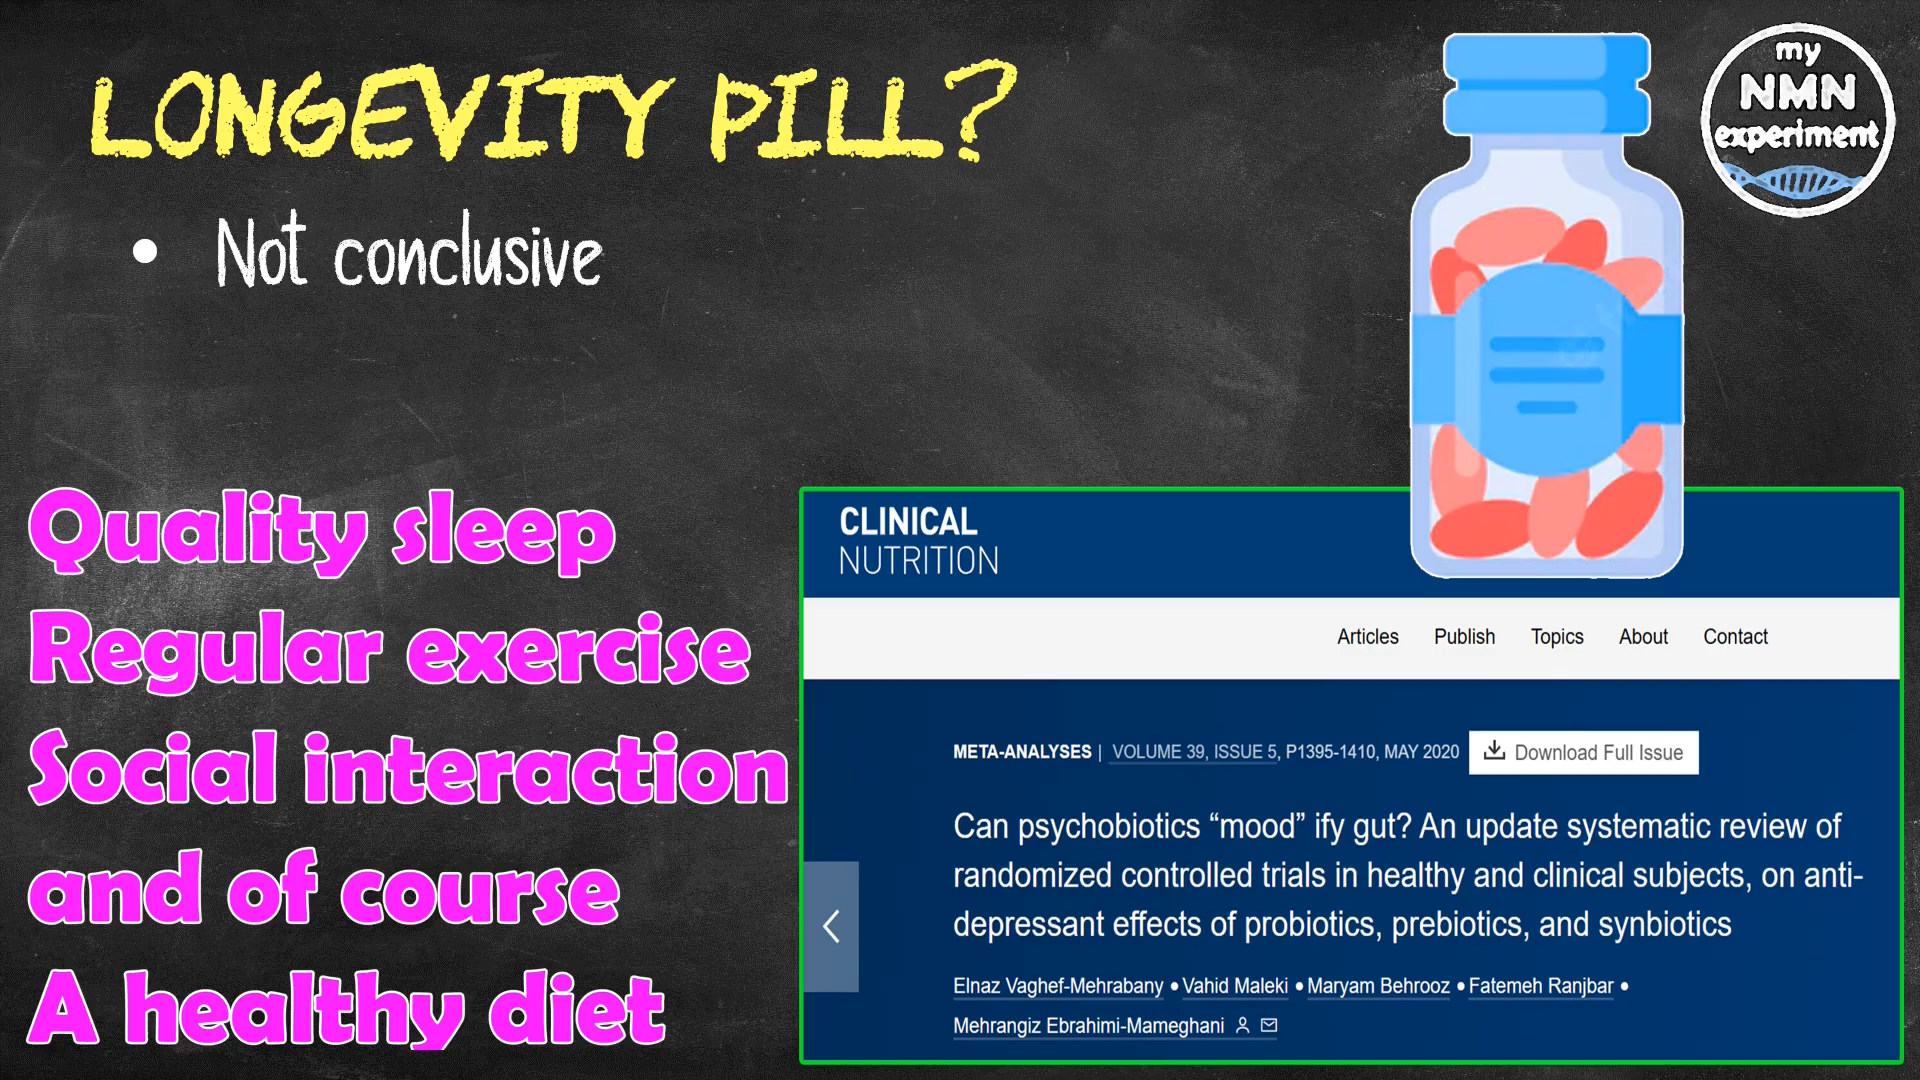 LONGEVITY PILL?
• Not conclusive
my
NMN
experiment
Quality sleep
Regular exercise
Social interaction
and of course
A healthy diet
CLINICAL
NUTRITION
Articles Publish Topics About Contact
META-ANALYSES | VOLUME 39, ISSUE 5, P1395-1410, MAY 2020 Download Full Issue
Can psychobiotics “mood” ify gut? An update systematic review of
randomized controlled trials in healthy and clinical subjects, on anti-
depressant effects of probiotics, prebiotics, and synbiotics
Elnaz Vaghef-Mehrabany • Vahid Maleki • Maryam Behrooz • Fatemeh Ranjbar •
Mehrangiz Ebrahimi-Mameghani